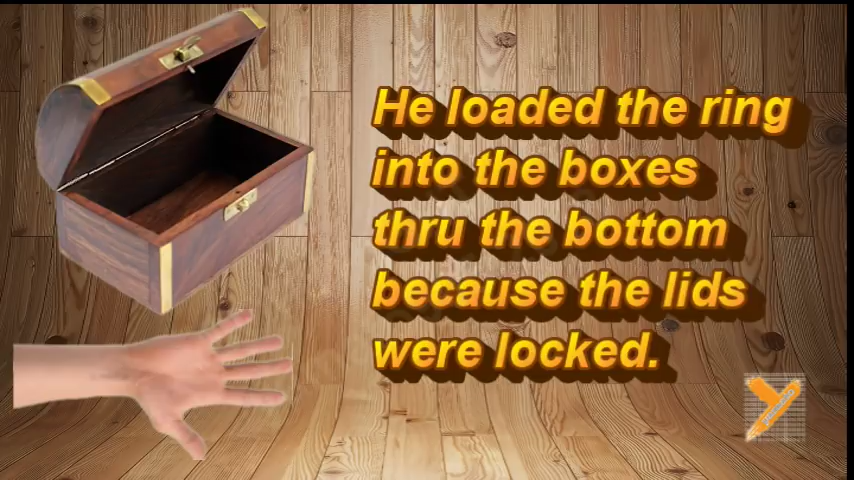 He loaded the ring
into the boxes
thru the bottom
because the lids
were locked.